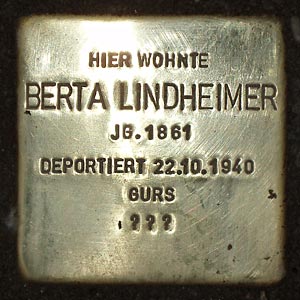 HIER WOHNTE
BERTA LINDHEIMER
JG. 1861
DEPORTIERT 22.10.1940
GURS
???